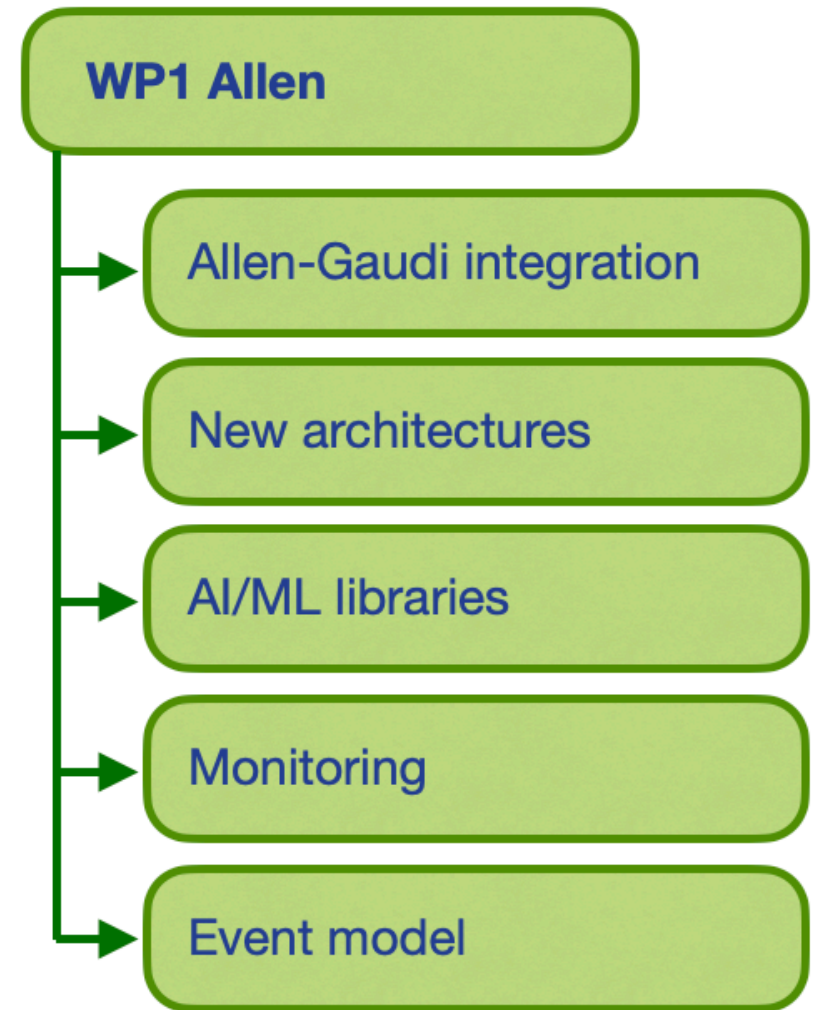 WP1 Allen
Allen-Gaudi integration
New architectures
AI/ML libraries
Monitoring
Event model